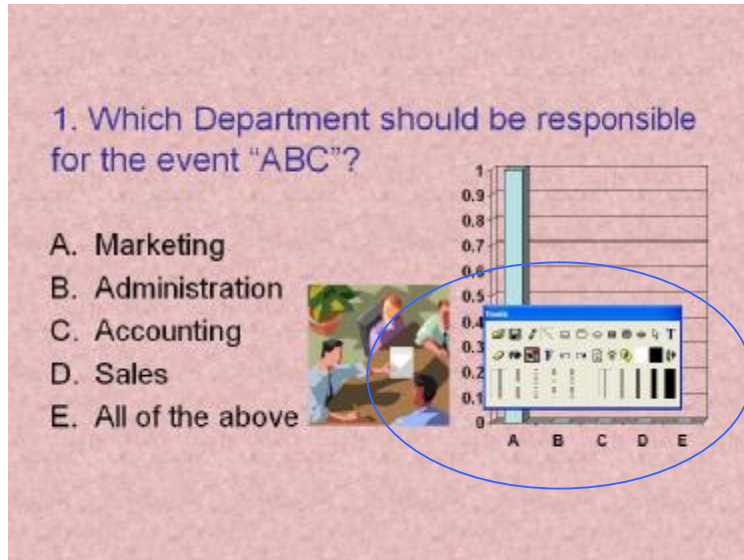 1. Which Department should be responsible
for the event “ABC”?
A. Marketing
B. Administration
C. Accounting
D. Sales
E. All of the above
1
0.9
0.8
0.7
0.6
0.5
0.4
0.3
0.2
0.1
0
A B C D E